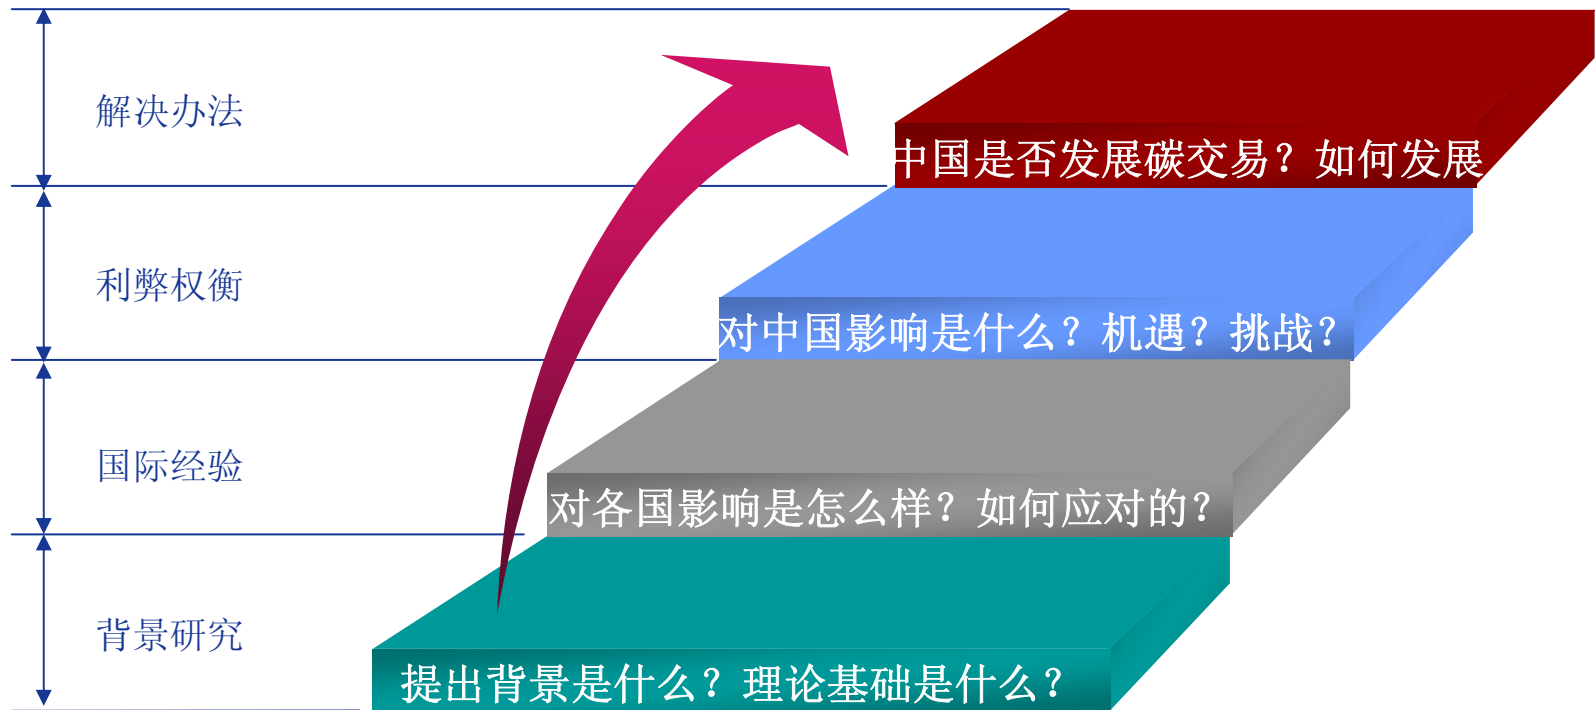 解决办法
中国是否发展碳交易？如何发展
利弊权衡
对中国影响是什么？机遇？挑战？
国际经验
对各国影响是怎么样？如何应对的？
背景研究
提出背景是什么？理论基础是什么？